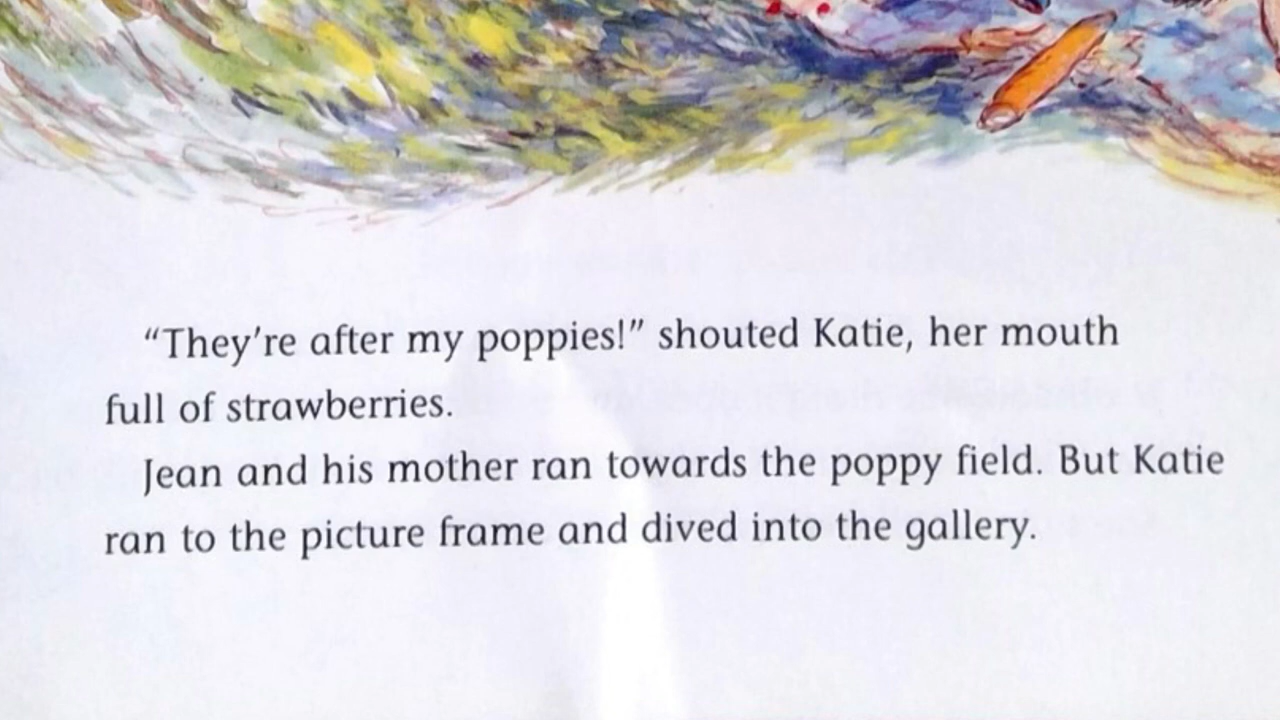 “They’re after my poppies!” shouted Katie, her mouth
full of strawberries.
Jean and his mother ran towards the poppy field. But Katie
ran to the picture frame and dived into the gallery.